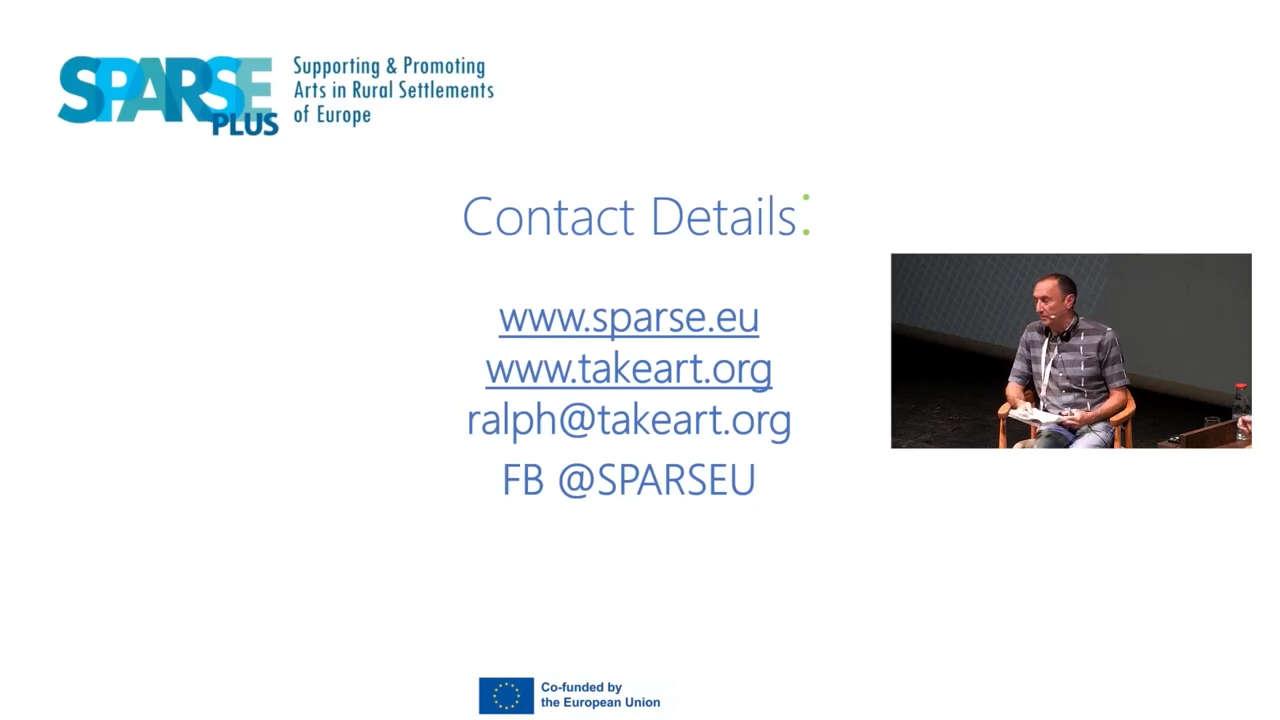 SPARSE
PLUS
Supporting & Promoting
Arts in Rural Settlements
of Europe
Contact Details:
www.sparse.eu
www.takeart.org
ralph@takeart.org
FB @SPARSEU
Co-funded by
the European Union